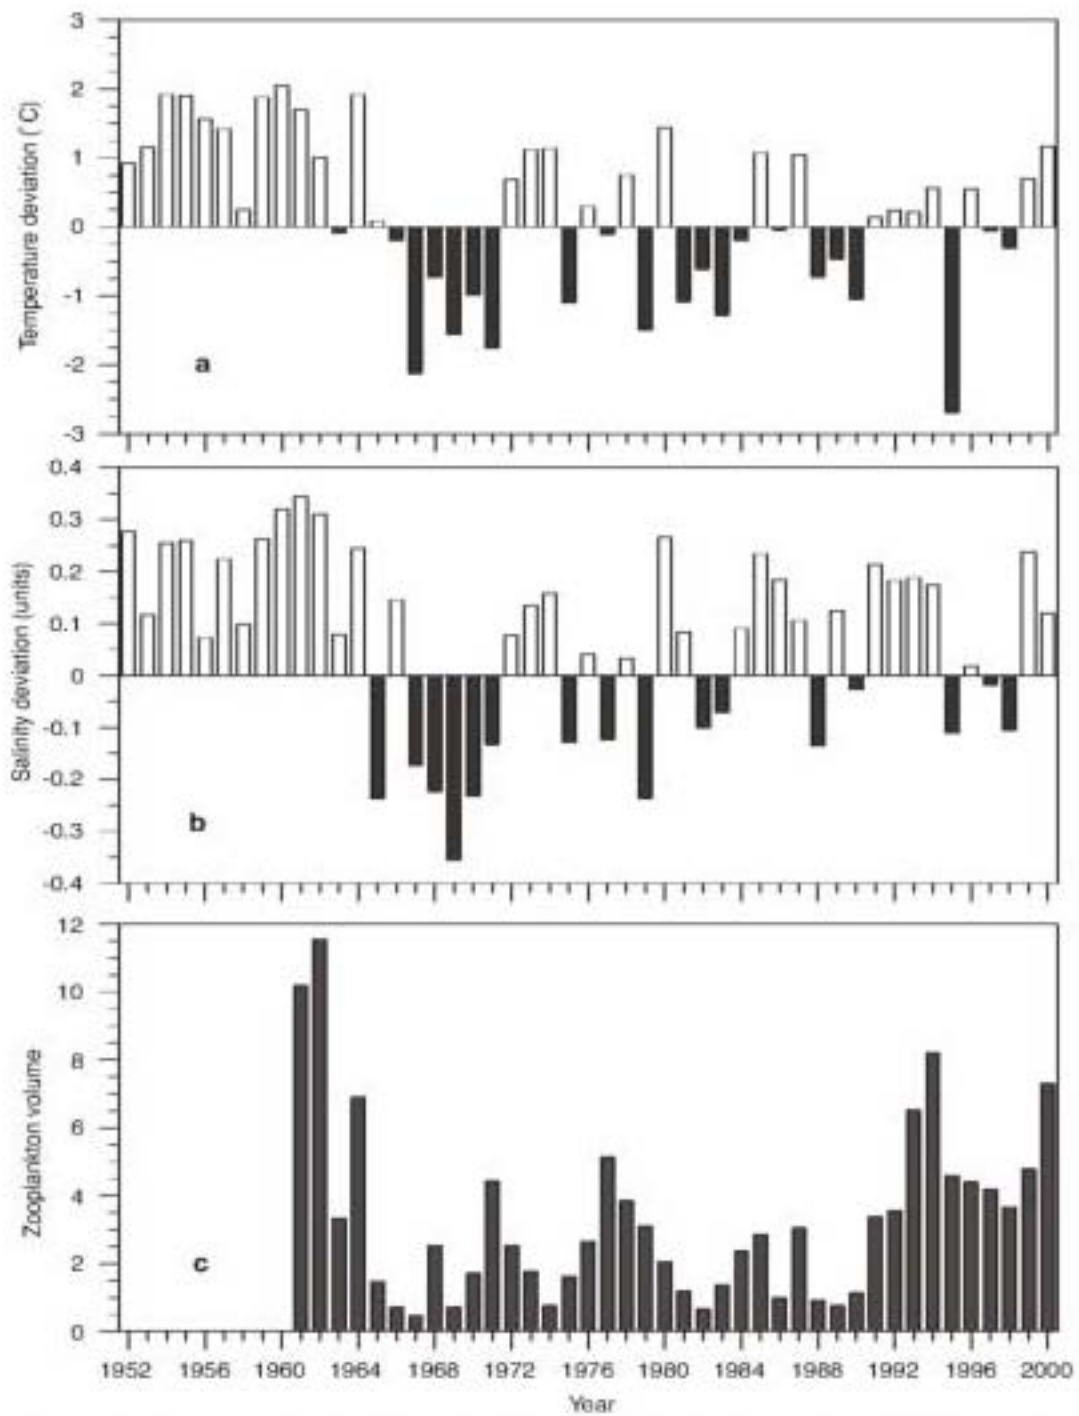 Temperature deviation (°C)
3
2
1
0
-1
-2
-3
a
Salinity deviation (units)
0.4
0.3
0.2
0.1
0
-0.1
-0.2
-0.3
-0.4
b
Zooplankton volume
12
10
8
6
4
2
0
c
1952 1956 1960 1964 1968 1972 1976 1980 1984 1988 1992 1996 2000
Year